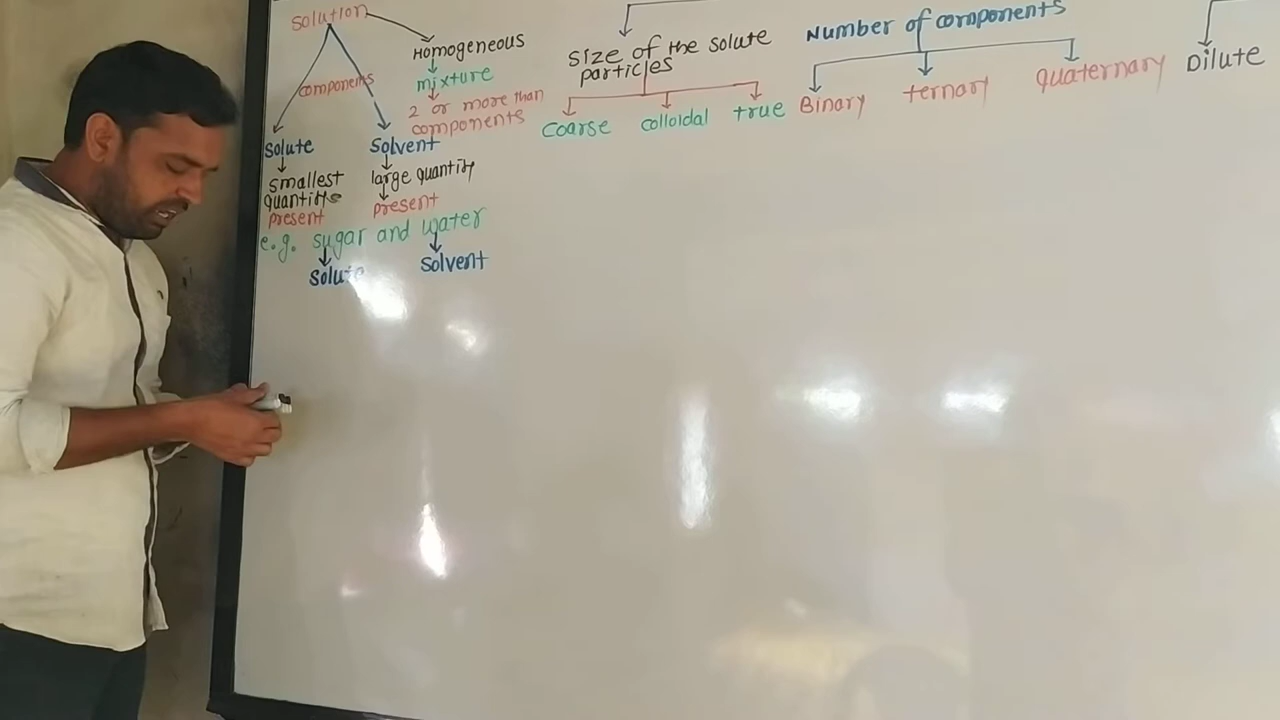 solution
Homogeneous
mixture
2 or more than
components
components
solute
solvent
smallest
quantity
present
large quantity
present
e.g. sugar and water
solute
solvent
size of the solute
particles
coarse colloidal true
Number of components
Binary ternary quaternary
Dilute